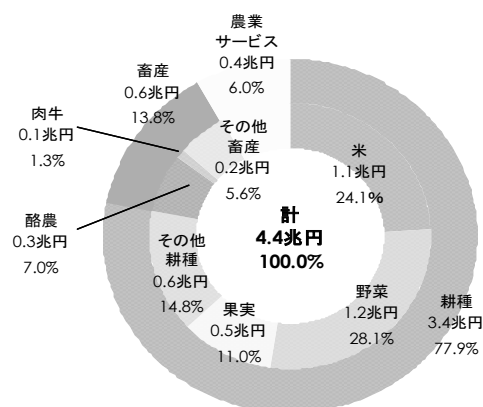 農業
サービス
0.4兆円
6.0%
畜産
0.6兆円
13.8%
肉牛
0.1兆円
1.3%
その他
畜産
0.2兆円
5.6%
米
1.1兆円
24.1%
酪農
0.3兆円
7.0%
計
4.4兆円
100.0%
その他
耕種
0.6兆円
14.8%
果実
0.5兆円
11.0%
野菜
1.2兆円
28.1%
耕種
3.4兆円
77.9%